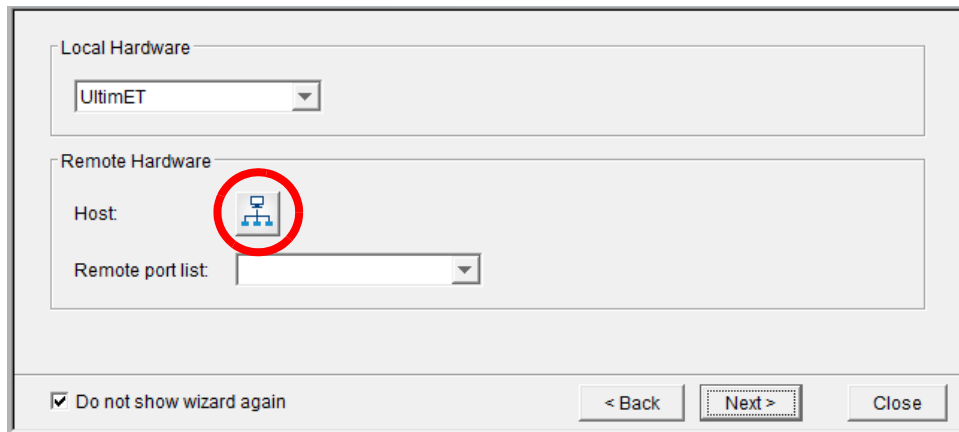 Local Hardware
UltimET
Remote Hardware
Host:
Remote port list:
Do not show wizard again
< Back
Next >
Close